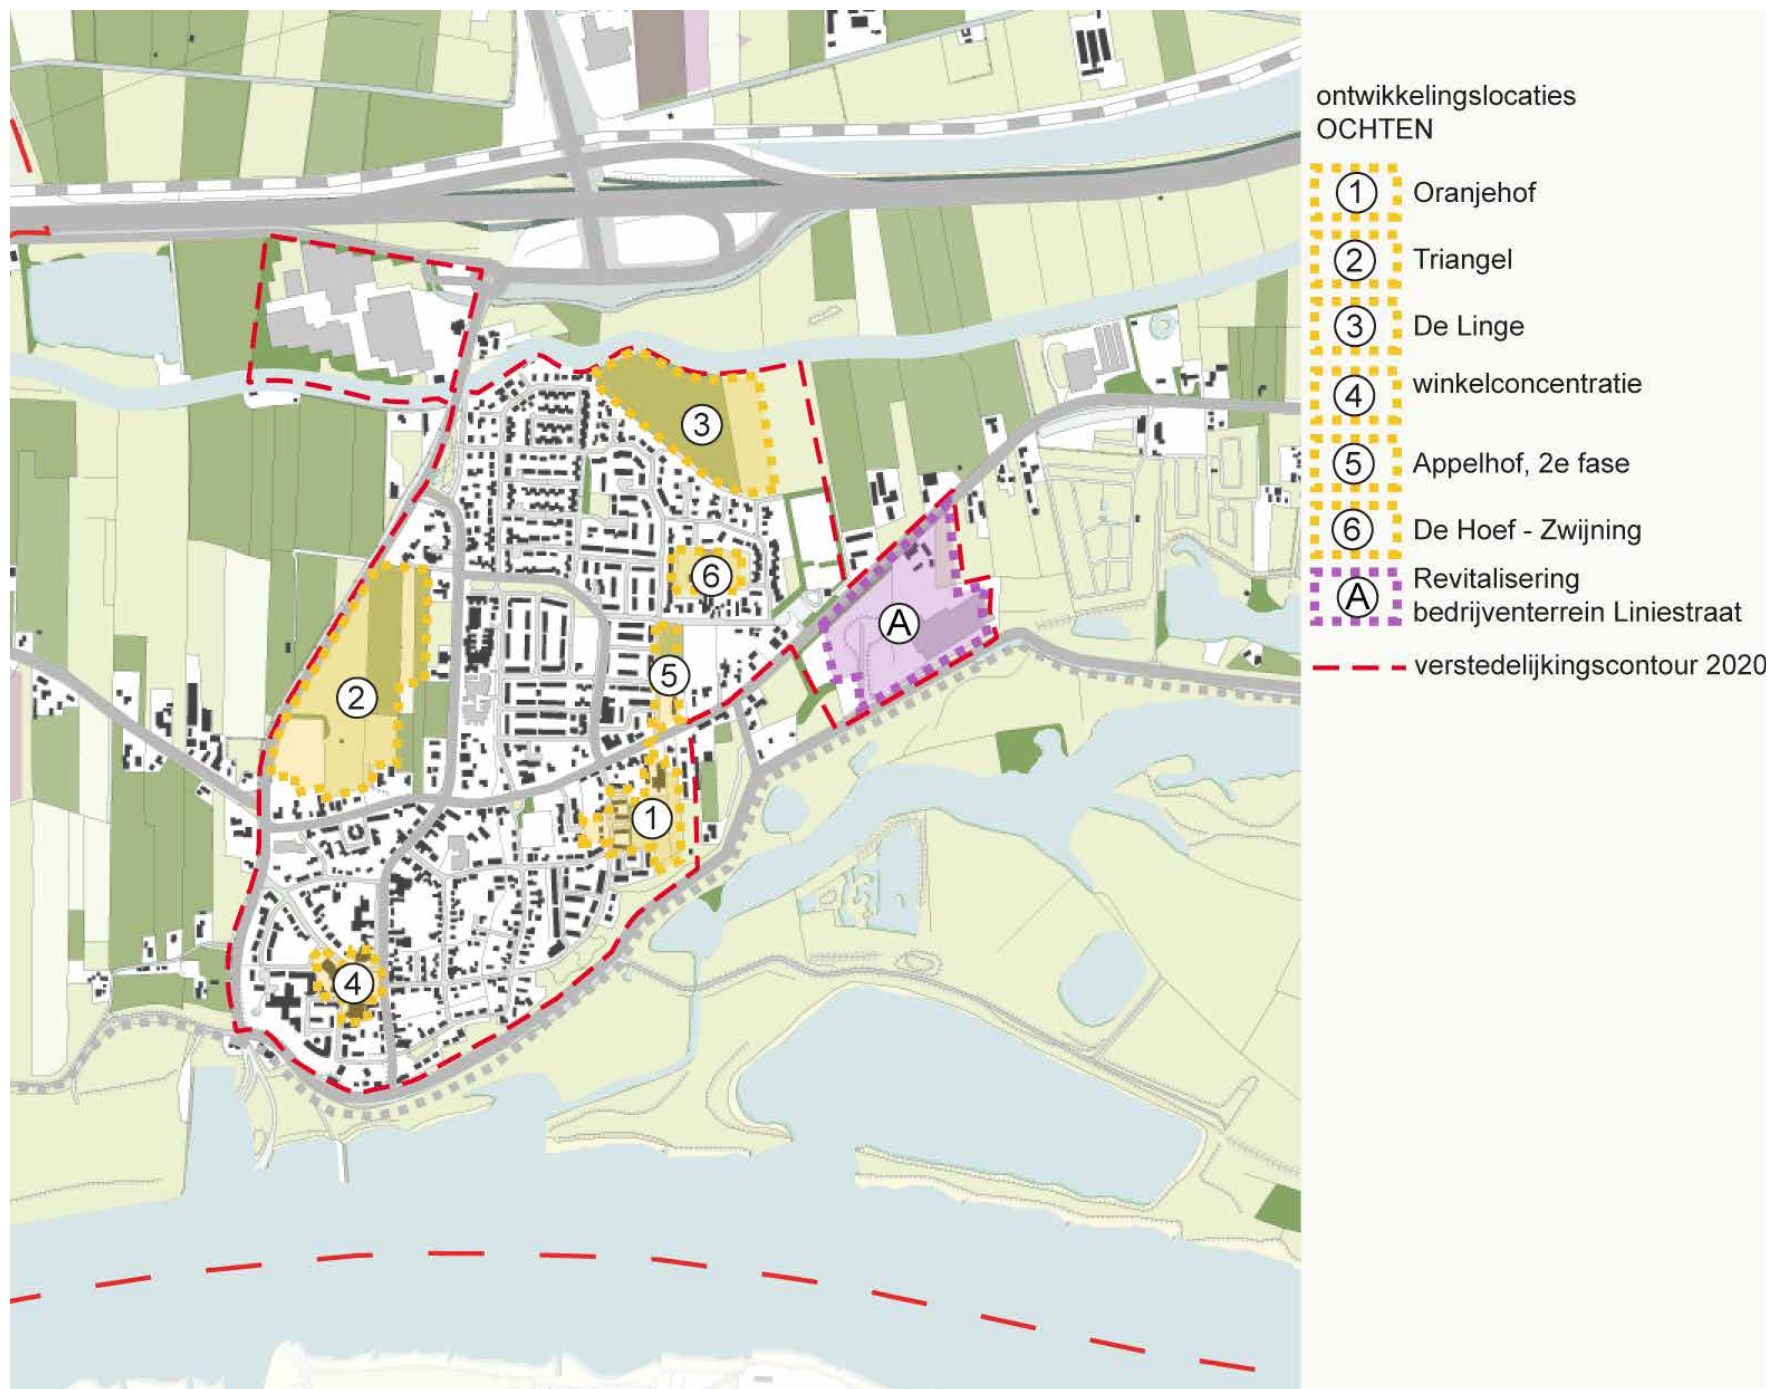 ontwikkelingslocaties
OCHTEN
1 Oranjehof
2 Triangel
3 De Linge
4 winkelconcentratie
5 Appelhof, 2e fase
6 De Hoef - Zwijning
A Revitalisering
bedrijventerrein Liniestraat
verstedelijkingscontour 2020
3
6
A
5
2
1
4